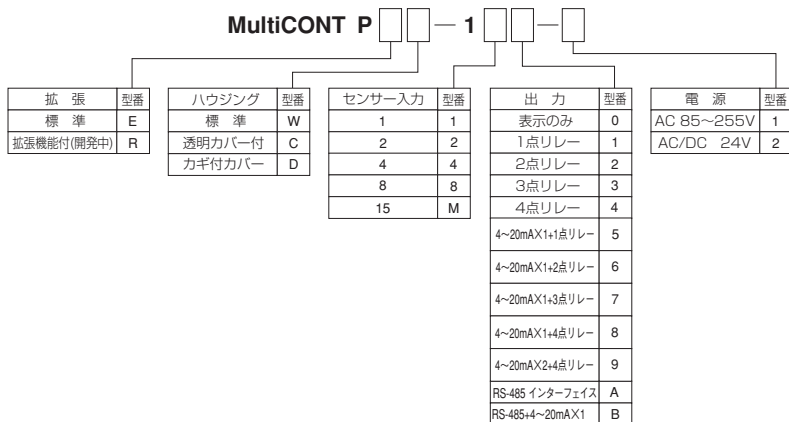 MultiCONT P□□—1□□—□
拡 張 型番
標 準 E
拡張機能付(開発中) R
ハウジング 型番
標 準 W
透明カバー付 C
カギ付カバー D
センサー入力 型番
1 1
2 2
4 4
8 8
15 M
出 力 型番
表示のみ 0
1点リレー 1
2点リレー 2
3点リレー 3
4点リレー 4
4〜20mAX1+1点リレー 5
4〜20mAX1+2点リレー 6
4〜20mAX1+3点リレー 7
4〜20mAX1+4点リレー 8
4〜20mAX2+4点リレー 9
RS-485 インターフェイス A
RS-485+4〜20mAX1 B
電 源 型番
AC 85〜255V 1
AC/DC 24V 2